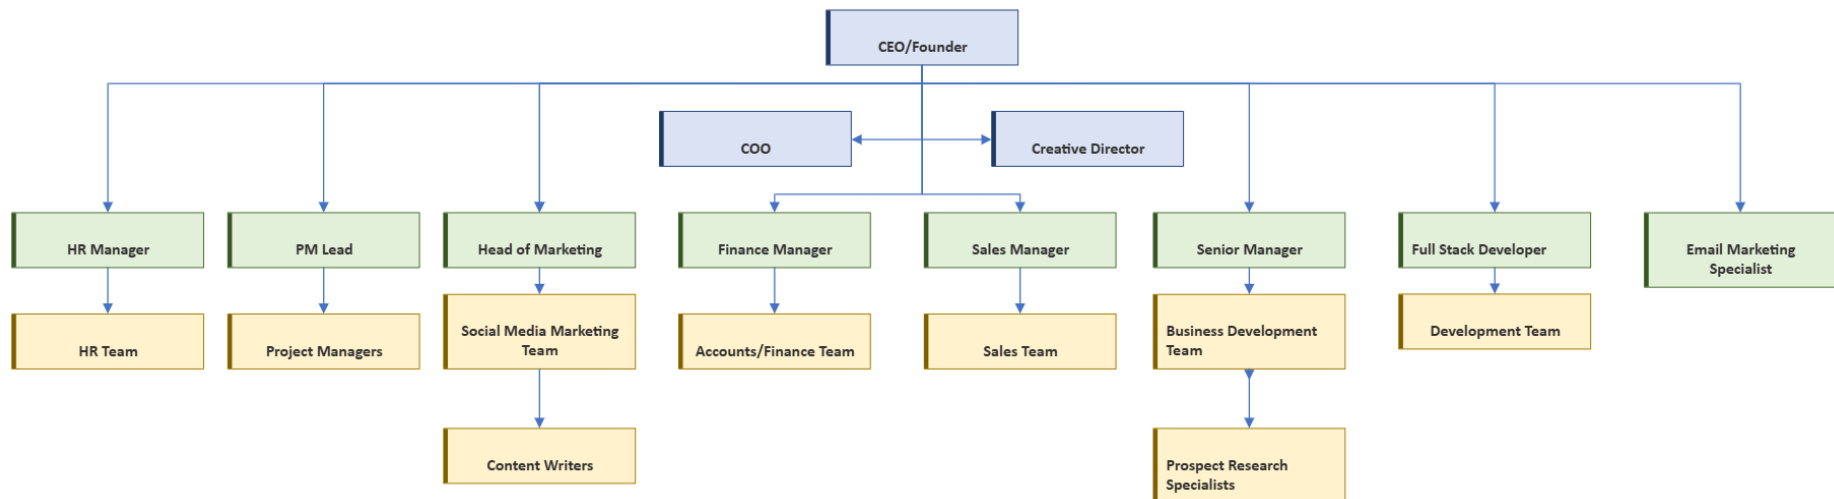 CEO/Founder
COO
Creative Director
HR Manager
PM Lead
Head of Marketing
Finance Manager
Sales Manager
Senior Manager
Full Stack Developer
Email Marketing
Specialist
HR Team
Project Managers
Social Media Marketing
Team
Accounts/Finance Team
Sales Team
Business Development
Team
Development Team
Content Writers
Prospect Research
Specialists